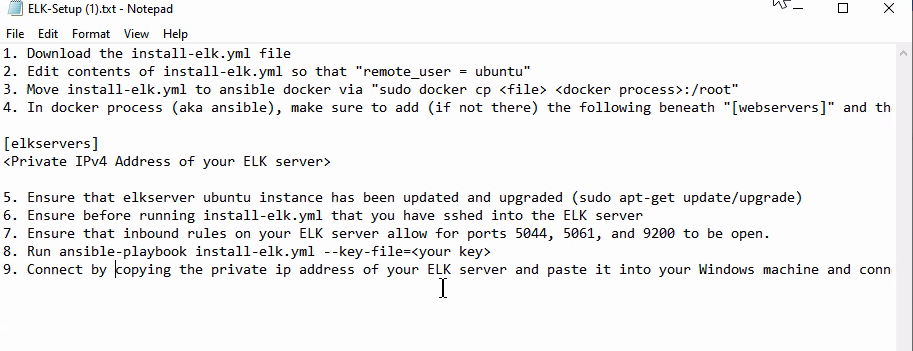 ELK-Setup (1).txt - Notepad
File Edit Format View Help
1. Download the install-elk.yml file
2. Edit contents of install-elk.yml so that "remote_user = ubuntu"
3. Move install-elk.yml to ansible docker via "sudo docker cp <file> <docker process>:/root"
4. In docker process (aka ansible), make sure to add (if not there) the following beneath "[webservers]" and th
[elkservers]
<Private IPv4 Address of your ELK server>
5. Ensure that elkserver ubuntu instance has been updated and upgraded (sudo apt-get update/upgrade)
6. Ensure before running install-elk.yml that you have sshed into the ELK server
7. Ensure that inbound rules on your ELK server allow for ports 5044, 5061, and 9200 to be open.
8. Run ansible-playbook install-elk.yml --key-file=<your key>
9. Connect by copying the private ip address of your ELK server and paste it into your Windows machine and conn